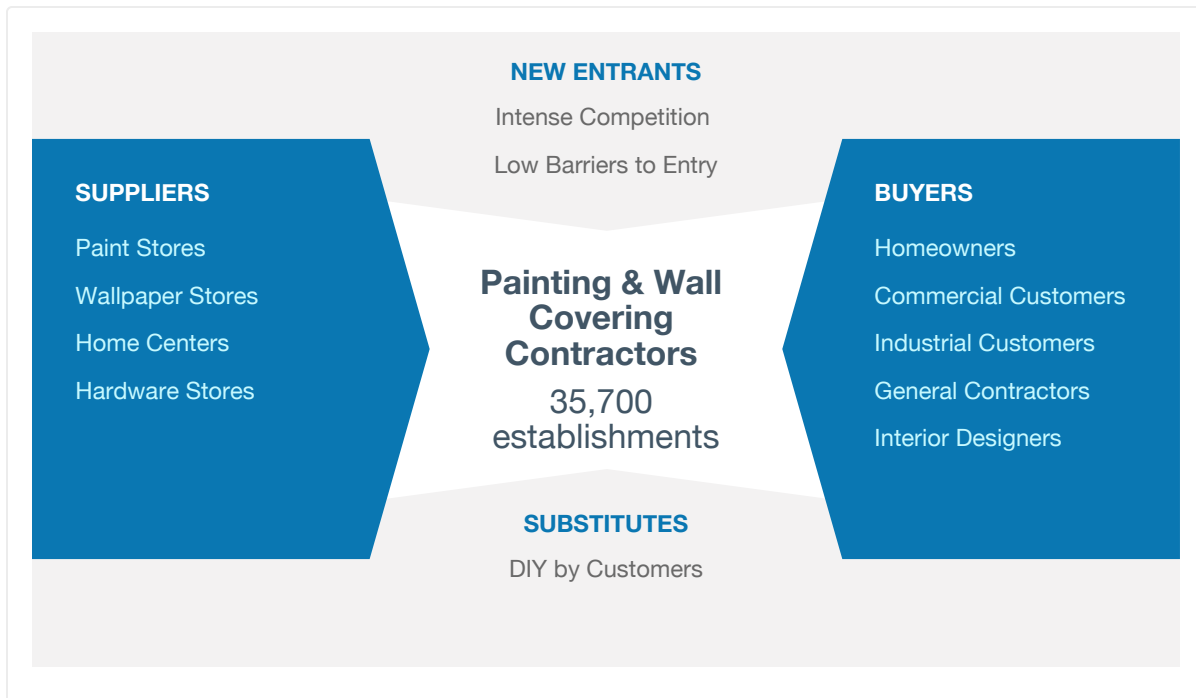 NEW ENTRANTS
Intense Competition
Low Barriers to Entry
SUPPLIERS
Paint Stores
Wallpaper Stores
Home Centers
Hardware Stores
Painting & Wall
Covering
Contractors
35,700
establishments
BUYERS
Homeowners
Commercial Customers
Industrial Customers
General Contractors
Interior Designers
SUBSTITUTES
DIY by Customers